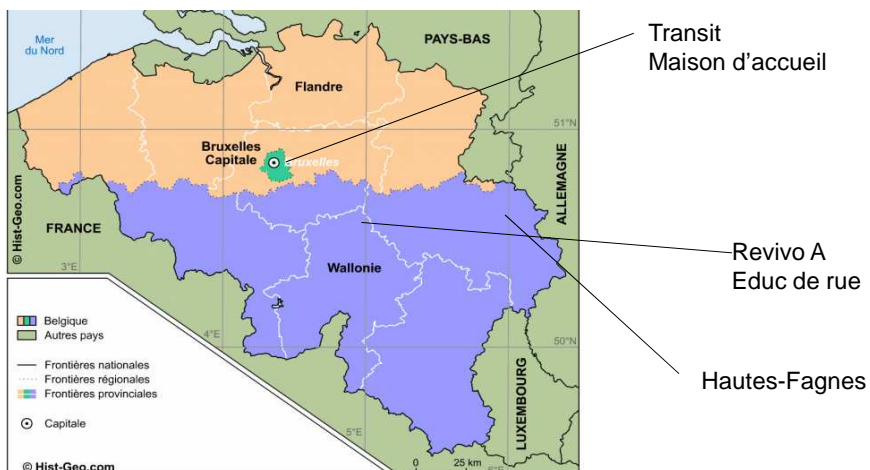 Mer
du Nord
PAYS-BAS
Transit
Maison d'accueil
Flandre
51°N
Bruxelles
Capitale
Bruxelles
ALLEMAGNE
© Hist-Geo.com
FRANCE
3°E
Wallonie
Revivo A
Educ de rue
Belgique
Autres pays
4°E
50°N
Frontières nationales
Frontières régionales
Frontières provinciales
Hautes-Fagnes
LUXEMBOURG
Capitale
5°E
© Hist-Geo.com
0 25 km
6°E